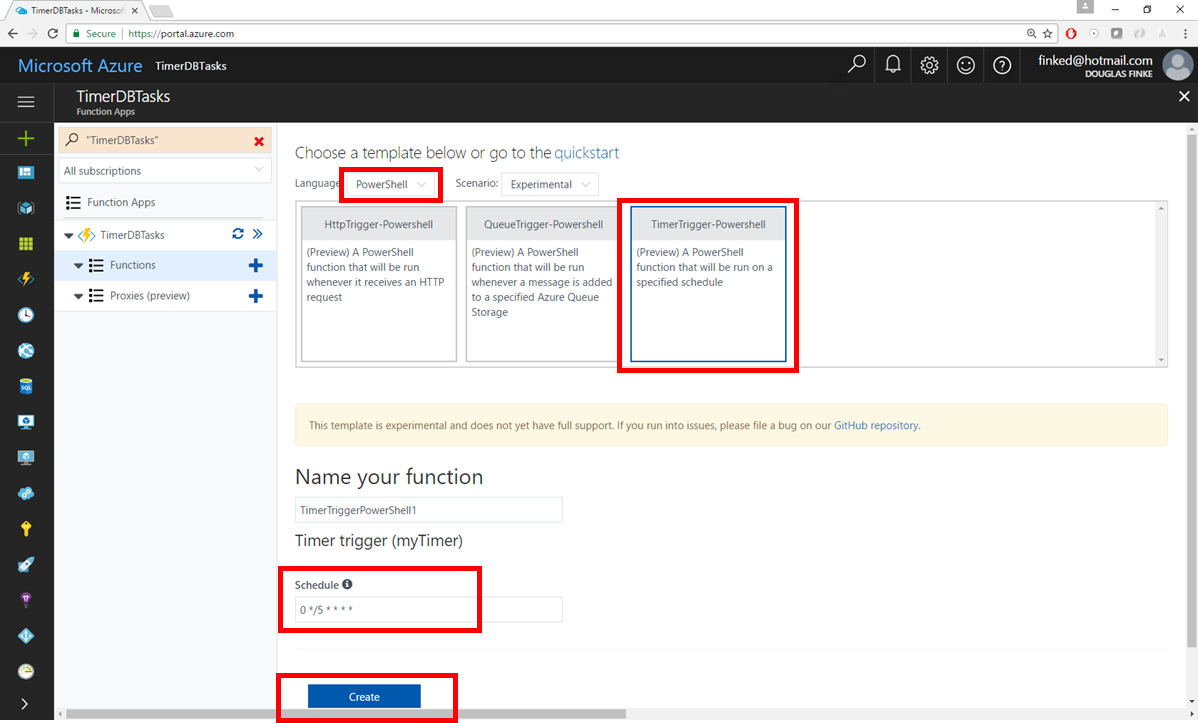 TimerDBTasks - Microsoft
Secure | https://portal.azure.com
Microsoft Azure TimerDBTasks
finked@hotmail.com
DOUGLAS FINKE
TimerDBTasks
Function Apps
"TimerDBTasks"
All subscriptions
Function Apps
TimerDBTasks
Functions
Proxies (preview)
Choose a template below or go to the quickstart
Language: PowerShell Scenario: Experimental
HttpTrigger-Powershell
(Preview) A PowerShell
function that will be run
whenever it receives an HTTP
request
QueueTrigger-Powershell
(Preview) A PowerShell
function that will be run
whenever a message is added
to a specified Azure Queue
Storage
TimerTrigger-Powershell
(Preview) A PowerShell
function that will be run on a
specified schedule
This template is experimental and does not yet have full support. If you run into issues, please file a bug on our GitHub repository.
Name your function
TimerTriggerPowerShell1
Timer trigger (myTimer)
Schedule
0 */5 * * * *
Create